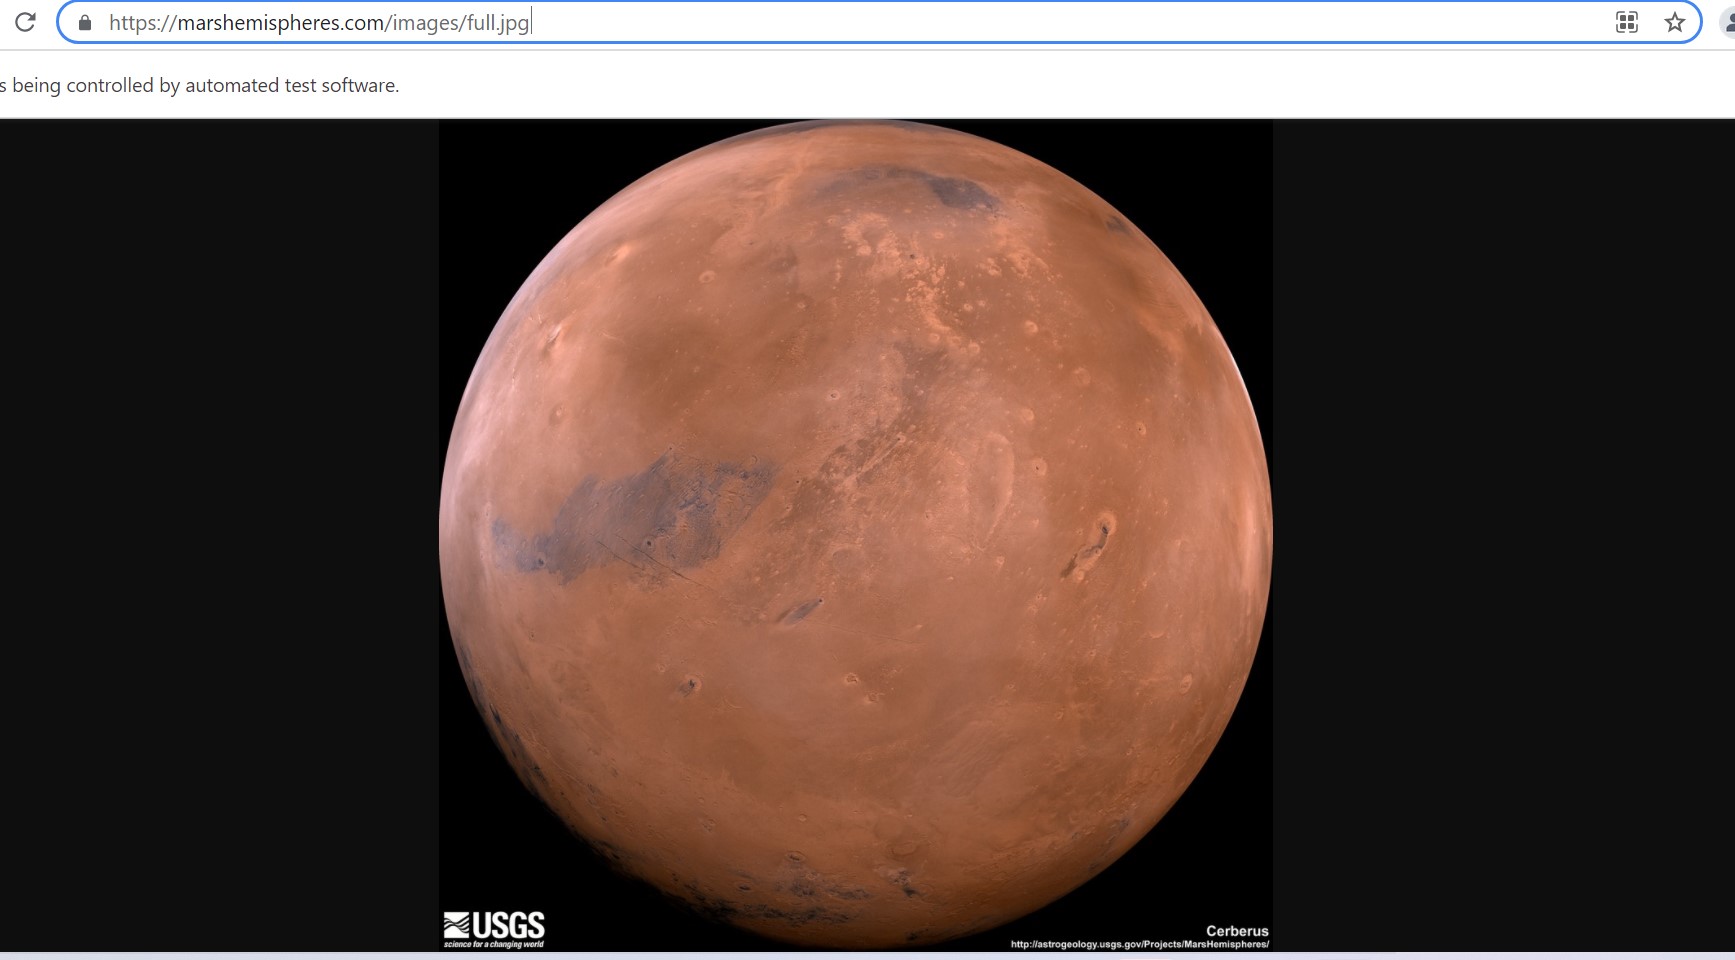 https://marshemispheres.com/images/full.jpg
s being controlled by automated test software.
USGS
science for a changing world
Cerberus
http://astrogeology.usgs.gov/Projects/MarsHemispheres/